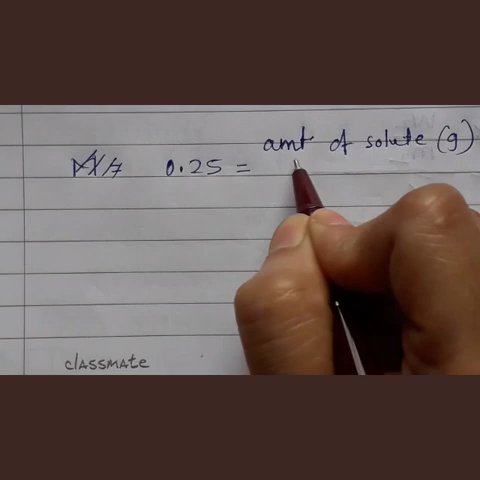 0.25 = amt of solute (g)
classmate